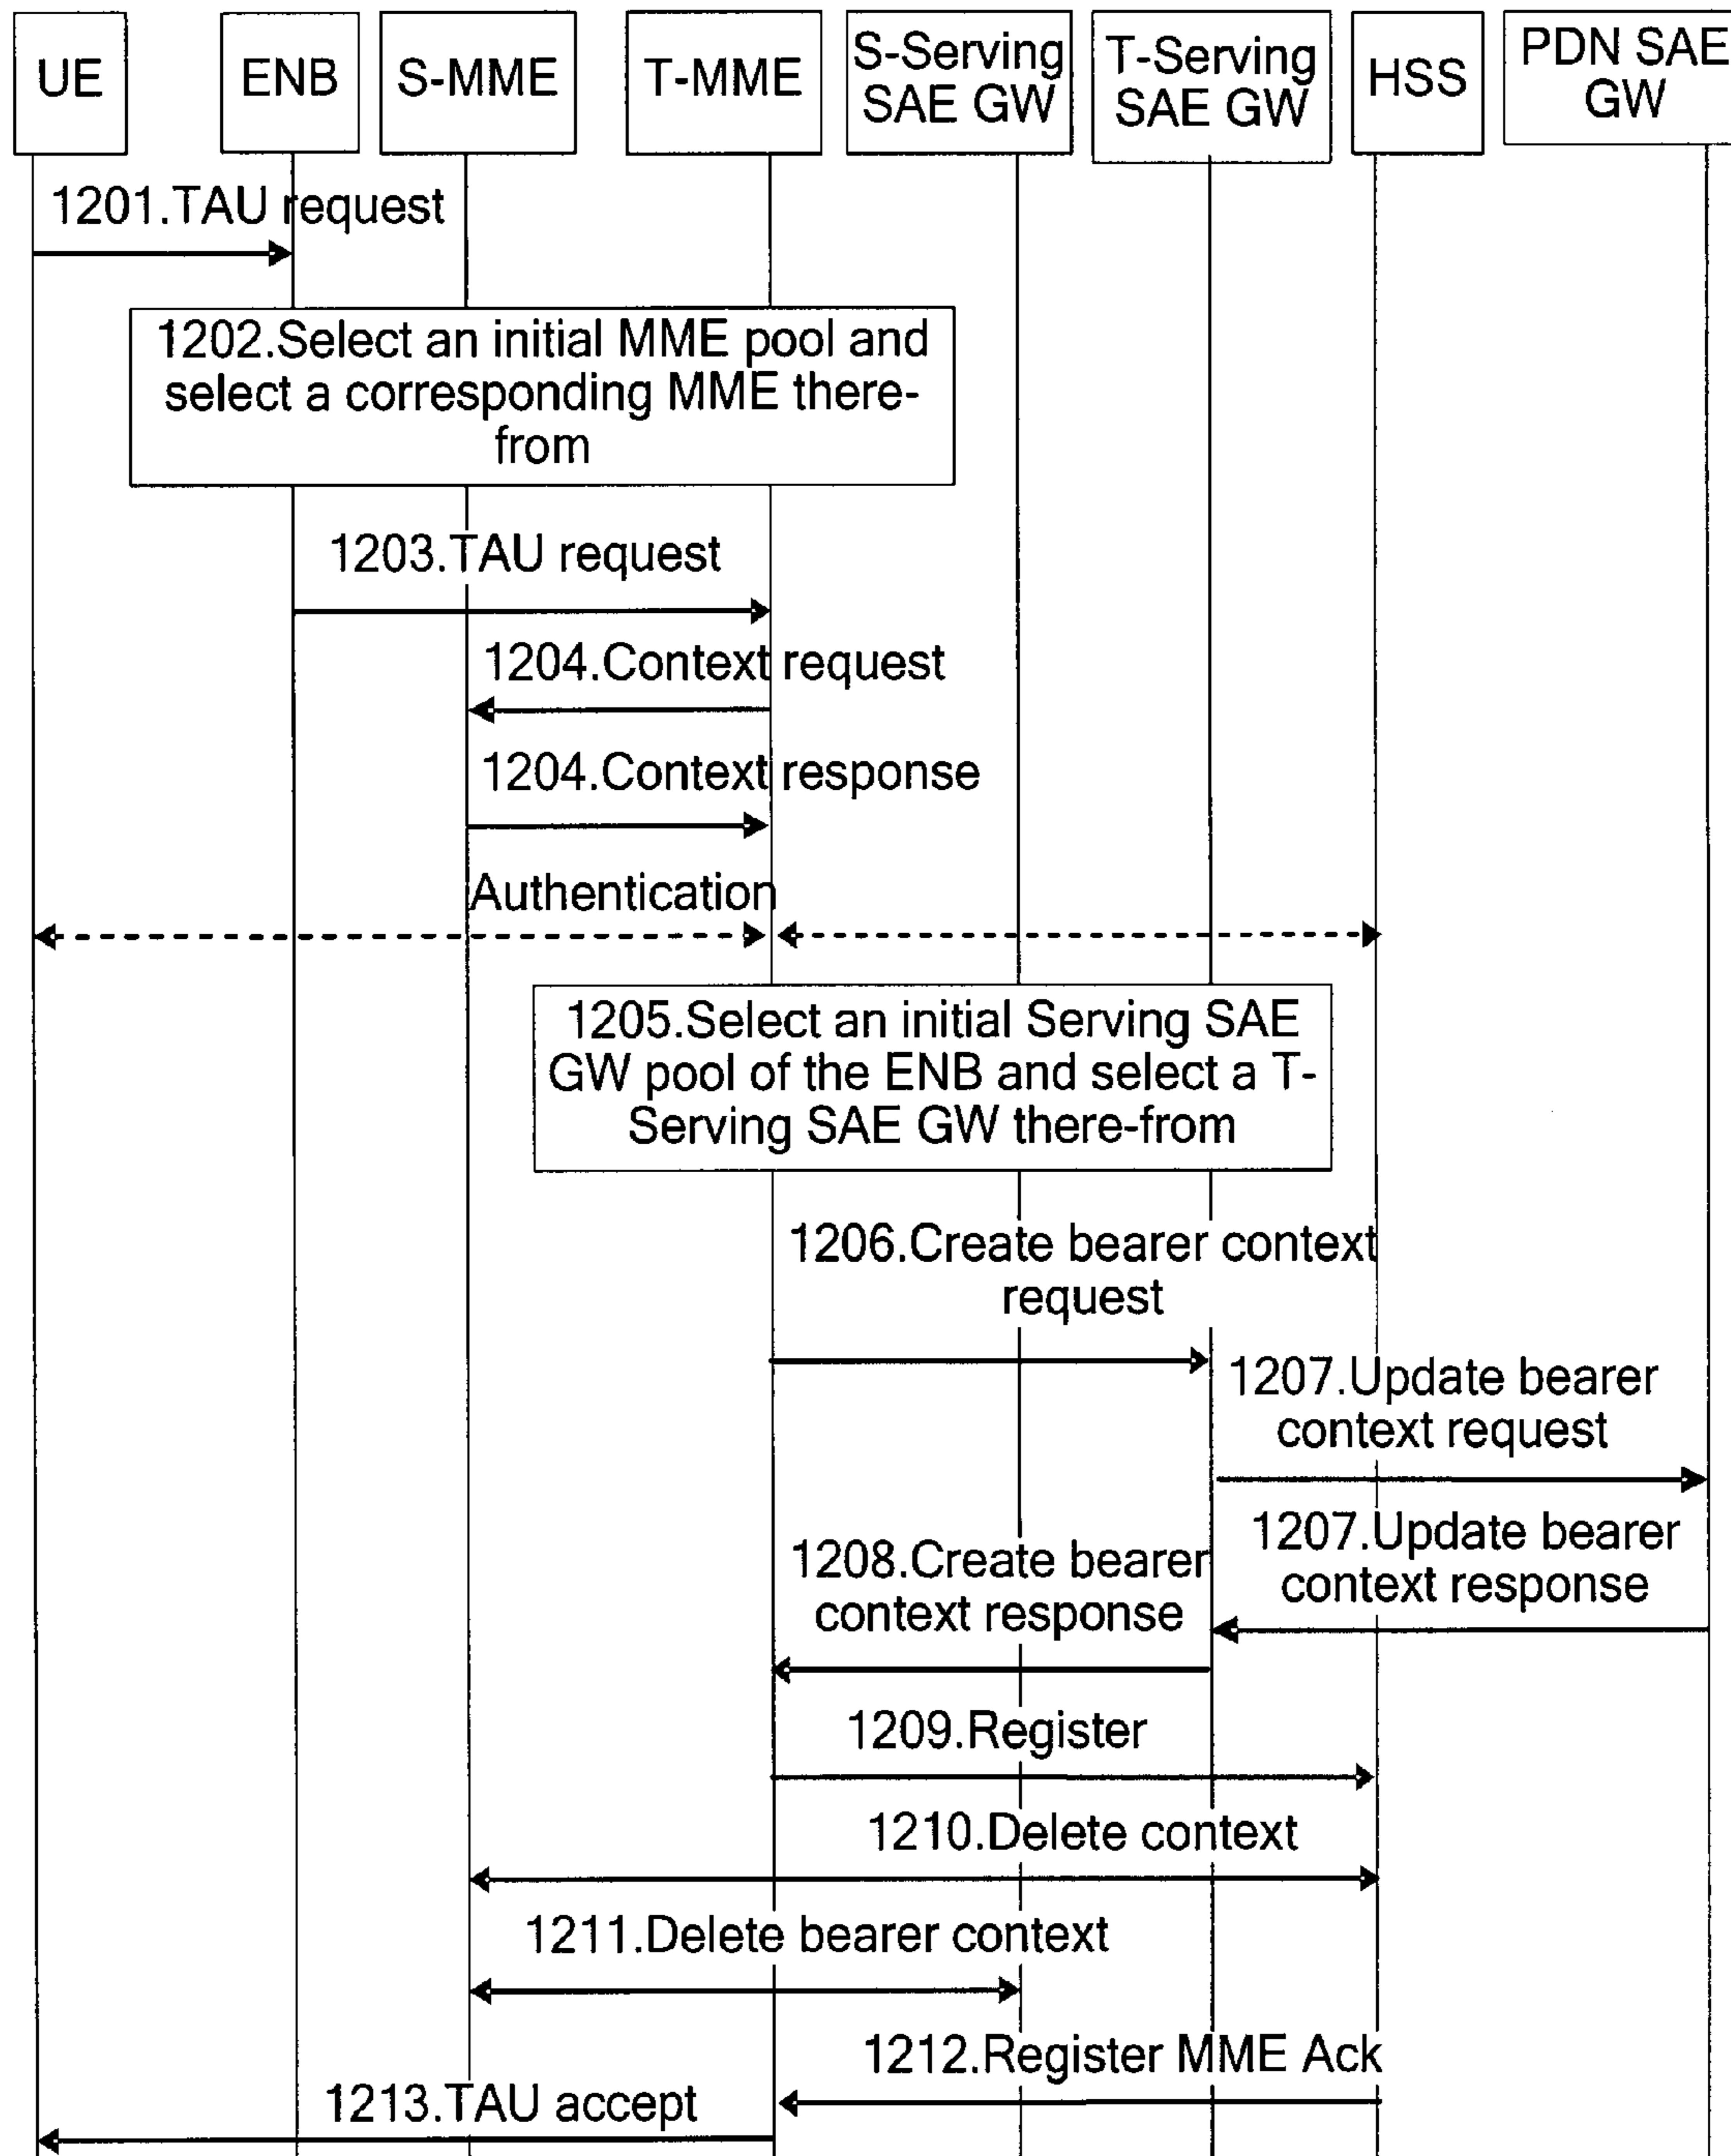 UE
ENB
S-MME
T-MME
S-Serving
SAE GW
T-Serving
SAE GW
HSS
PDN SAE
GW
1201.TAU request
1202.Select an initial MME pool and
select a corresponding MME there-
from
1203.TAU request
1204.Context request
1204.Context response
Authentication
1205.Select an initial Serving SAE
GW pool of the ENB and select a T-
Serving SAE GW there-from
1206.Create bearer context
request
1207.Update bearer
context request
1207.Update bearer
context response
1208.Create bearer
context response
1209.Register
1210.Delete context
1211.Delete bearer context
1212.Register MME Ack
1213.TAU accept